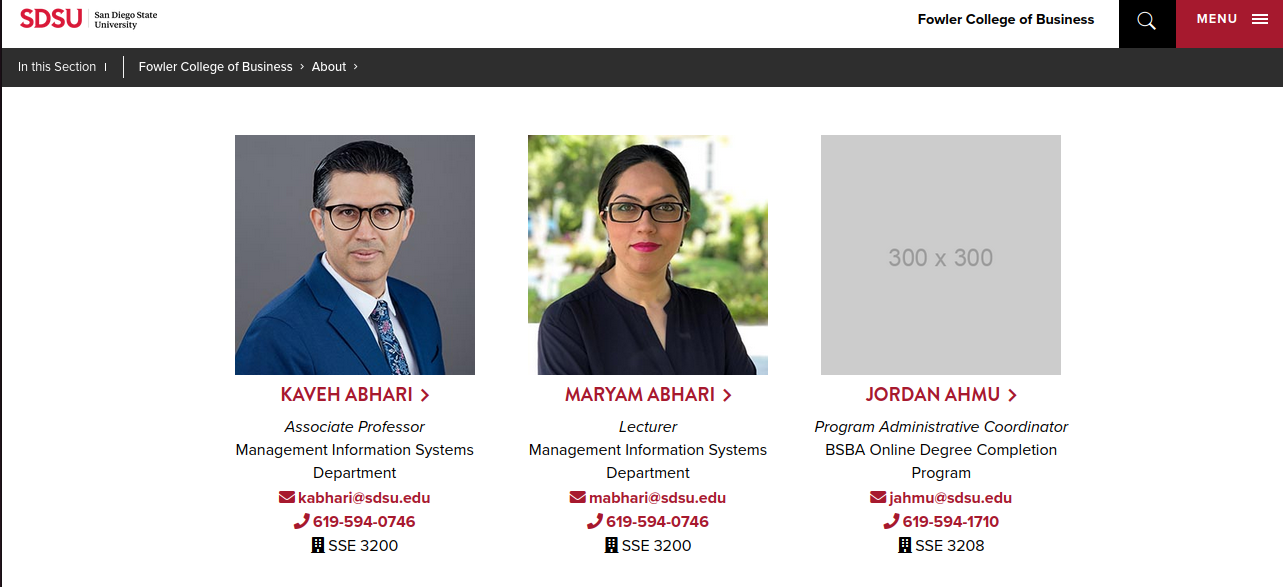 SDSU San Diego State University
Fowler College of Business
MENU
In this Section
Fowler College of Business › About ›
300 x 300
KAVEH ABHARI
Associate Professor
Management Information Systems
Department
kabhari@sdsu.edu
619-594-0746
SSE 3200
MARYAM ABHARI
Lecturer
Management Information Systems
Department
mabhari@sdsu.edu
619-594-0746
SSE 3200
JORDAN AHMU
Program Administrative Coordinator
BSBA Online Degree Completion
Program
jahmu@sdsu.edu
619-594-1710
SSE 3208